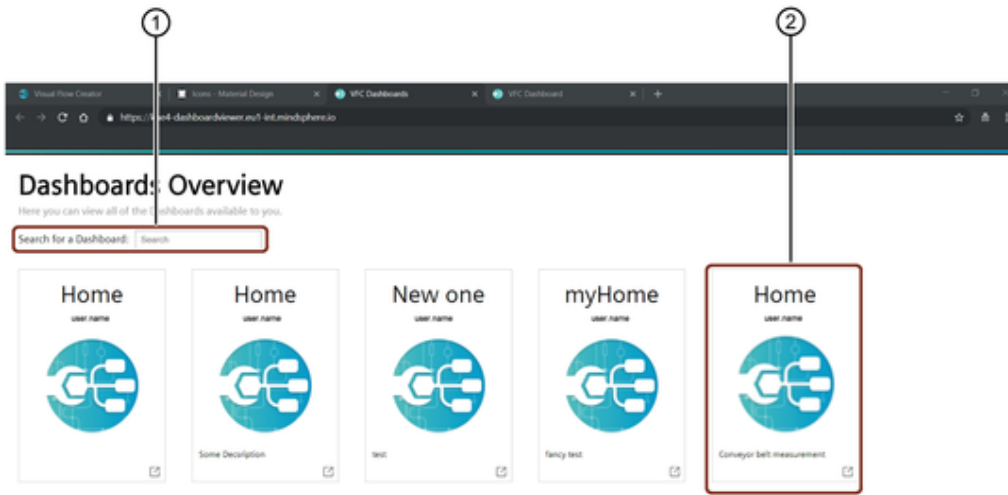 1
2
Visual Flow Creator
Icons - Material Design
VFC Dashboards
VFC Dashboard
-dashboardviewer.eu1-int.mindsphere.io
Dashboards Overview
Here you can view all of the Dashboards available to you.
Search for a Dashboard: Search
Home
user.name
Home
user.name
Some Decsription
New one
user.name
test
myHome
user.name
fancy test
Home
user.name
Conveyor belt measurement